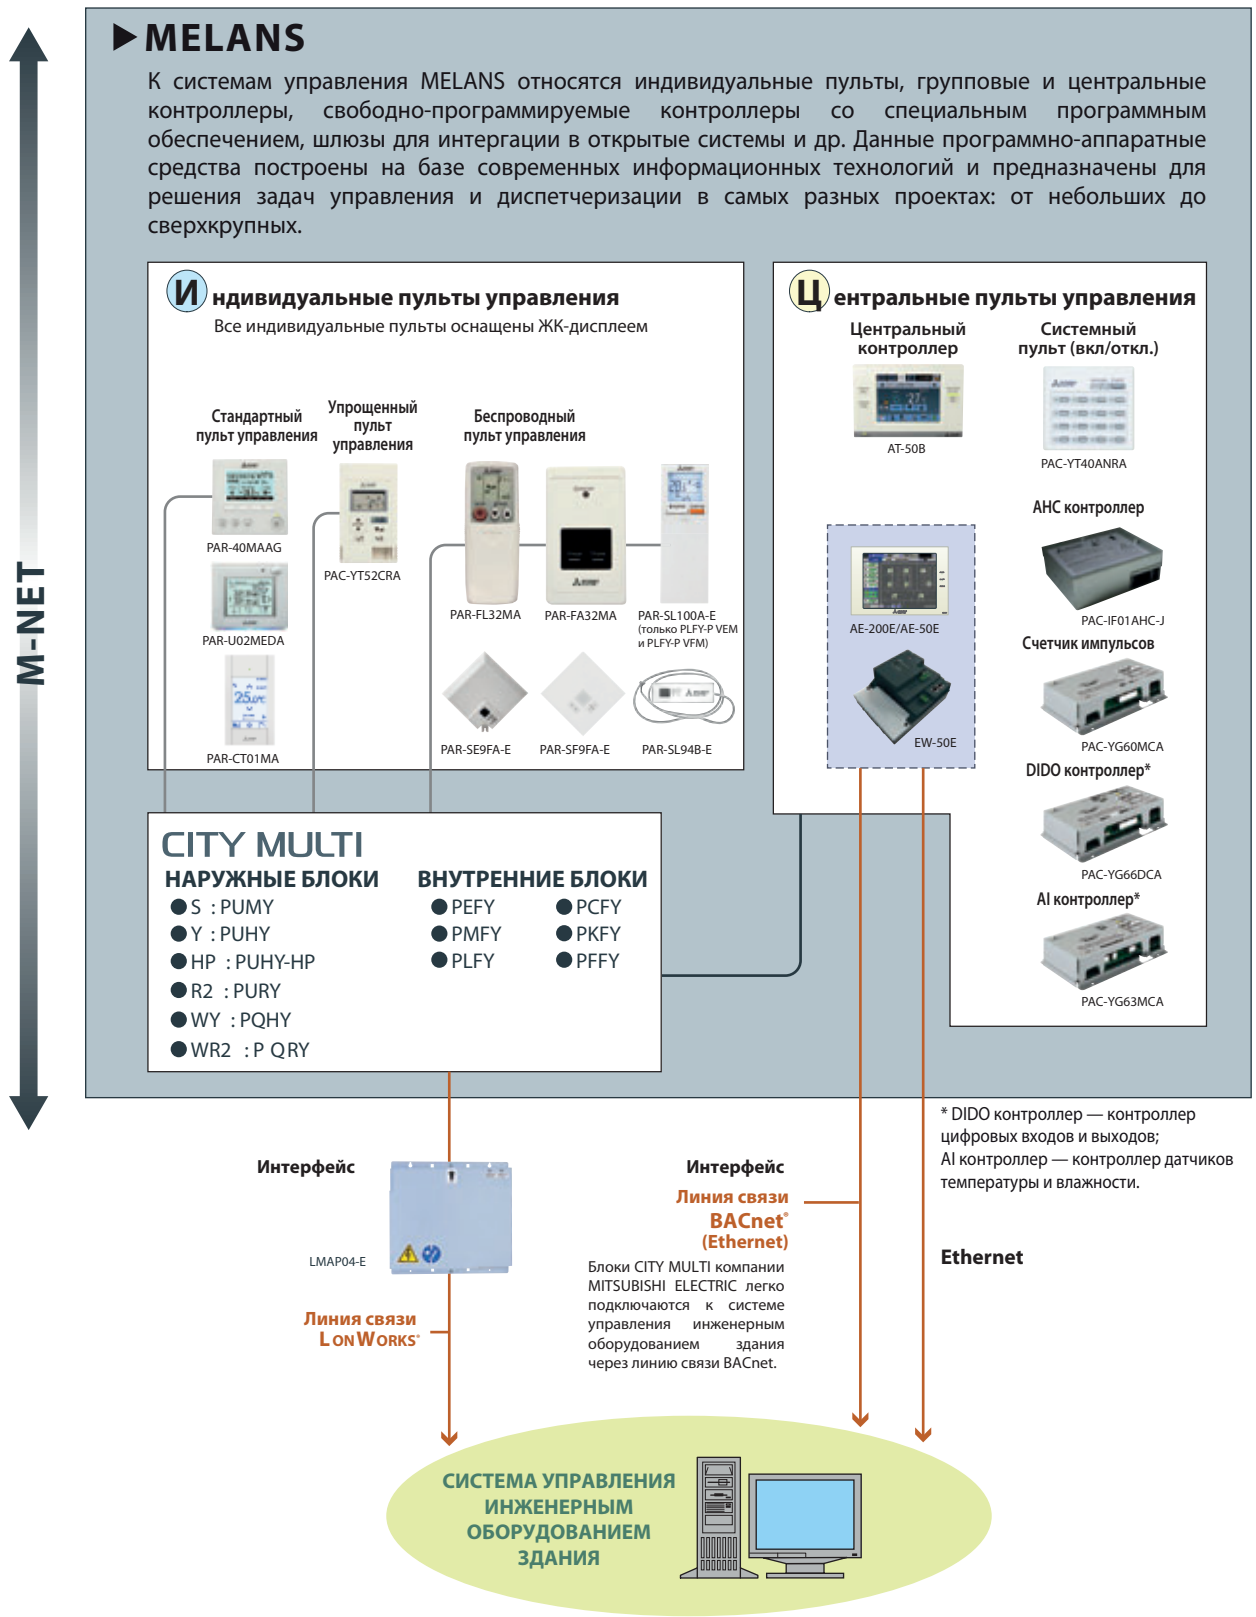 MELANS
К системам управления MELANS относятся индивидуальные пульты, групповые и центральные
контроллеры, свободно-программируемые контроллеры со специальным программным
обеспечением, шлюзы для интергации в открытые системы и др. Данные программно-аппаратные
средства построены на базе современных информационных технологий и предназначены для
решения задач управления и диспетчеризации в самых разных проектах: от небольших до
сверхкрупных.
M-NET
Индивидуальные пульты управления
Все индивидуальные пульты оснащены ЖК-дисплеем
Стандартный
пульт управления
Упрощенный
пульт
управления
Беспроводный
пульт управления
PAR-40MAAG
PAC-YT52CRA
PAR-FL32MA
PAR-FA32MA
PAR-SL100A-E
(только PLFY-P VEM
и PLFY-P VFM)
PAR-U02MEDA
PAR-CT01MA
PAR-SE9FA-E
PAR-SF9FA-E
PAR-SL94B-E
Центральные пульты управления
Центральный
контроллер
Системный
пульт (вкл/откл.)
AT-50B
PAC-YT40ANRA
AHC контроллер
AE-200E/AE-50E
PAC-IF01AHC-J
Счетчик импульсов
EW-50E
PAC-YG60MCA
DIDO контроллер*
PAC-YG66DCA
AI контроллер*
PAC-YG63MCA
CITY MULTI
НАРУЖНЫЕ БЛОКИ
S : PUMY
Y : PUHY
HP : PUHY-HP
R2 : PURY
WY : PQHY
WR2 : P QRY
ВНУТРЕННИЕ БЛОКИ
PEFY
PMFY
PLFY
PCFY
PKFY
PFFY
* DIDO контроллер — контроллер
цифровых входов и выходов;
AI контроллер — контроллер датчиков
температуры и влажности.
Интерфейс
LMAP04-E
Линия связи
LONWORKS®
Интерфейс
Линия связи
BACnet®
(Ethernet)
Блоки CITY MULTI компании
MITSUBISHI ELECTRIC легко
подключаются к системе
управления инженерным
оборудованием здания
через линию связи BACnet.
Ethernet
СИСТЕМА УПРАВЛЕНИЯ
ИНЖЕНЕРНЫМ
ОБОРУДОВАНИЕМ
ЗДАНИЯ